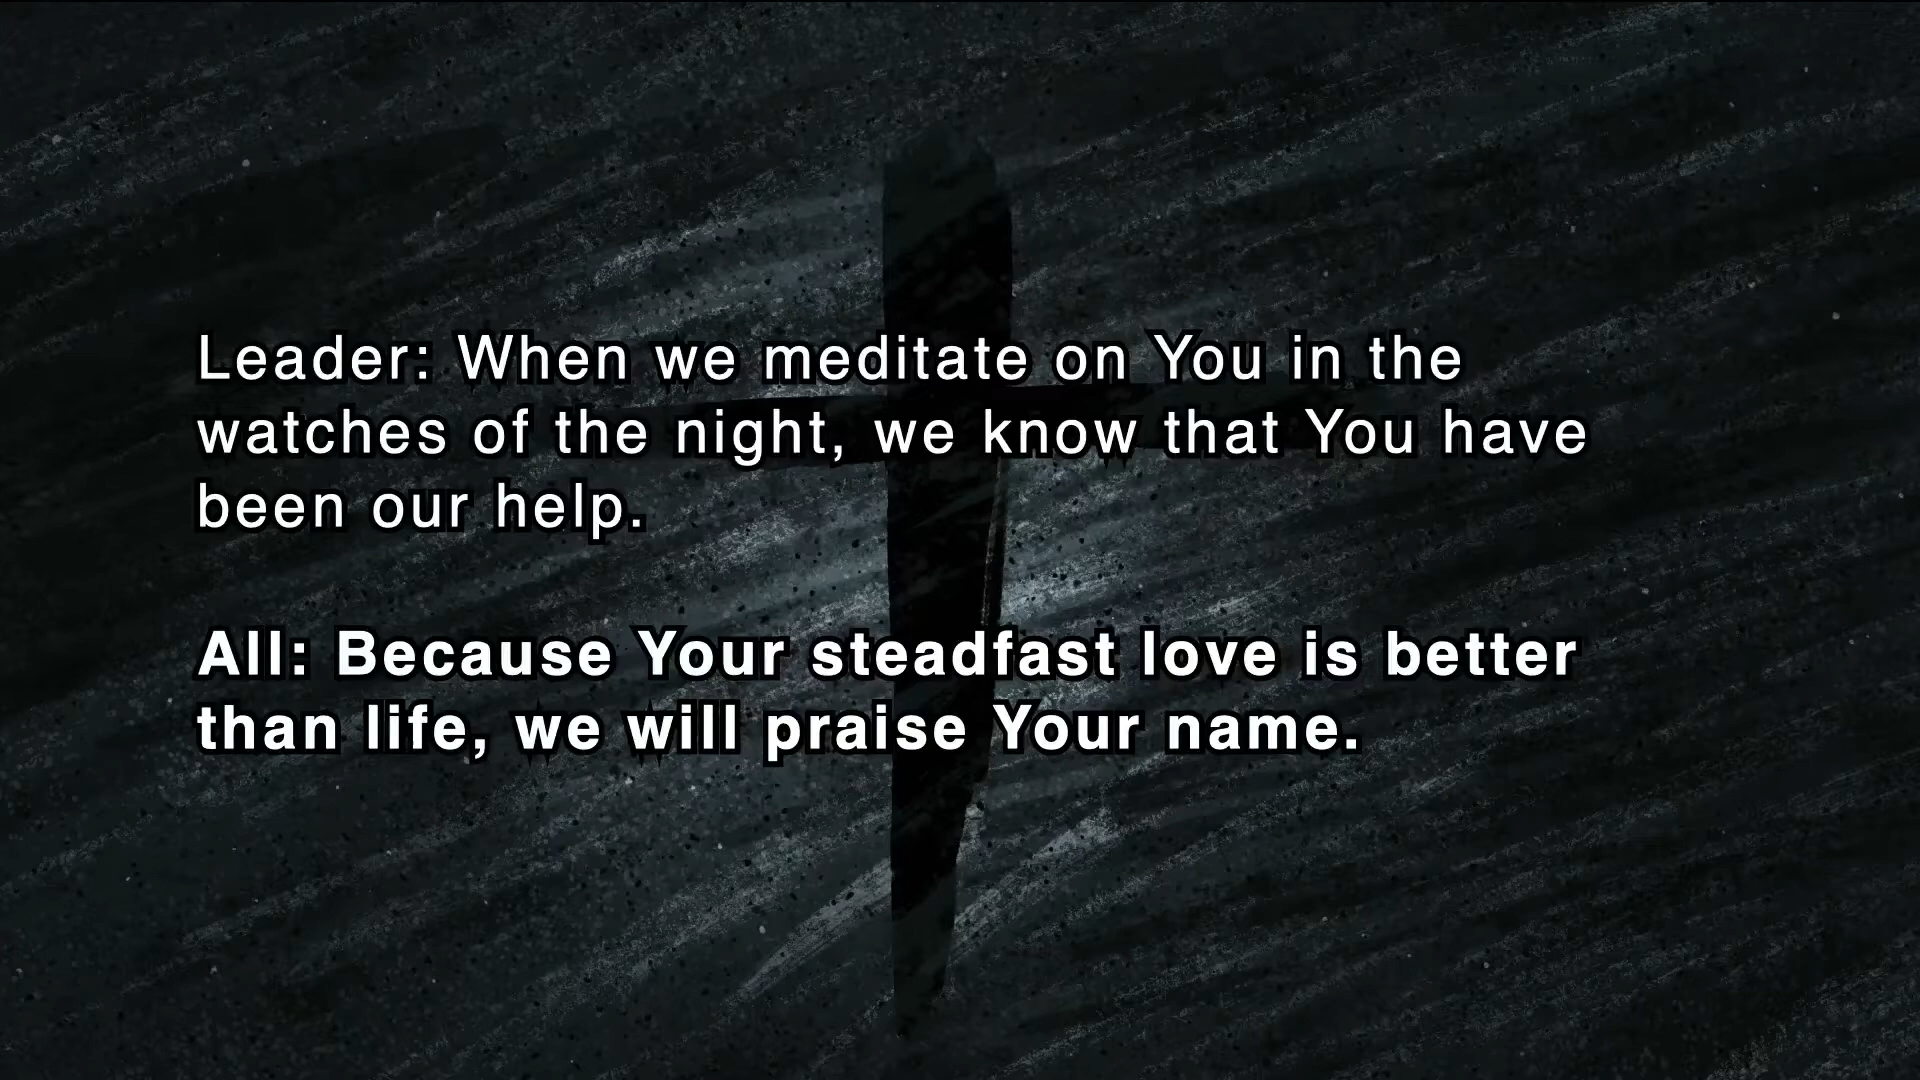 Leader: When we meditate on You in the
watches of the night, we know that You have
been our help.
All: Because Your steadfast love is better
than life, we will praise Your name.